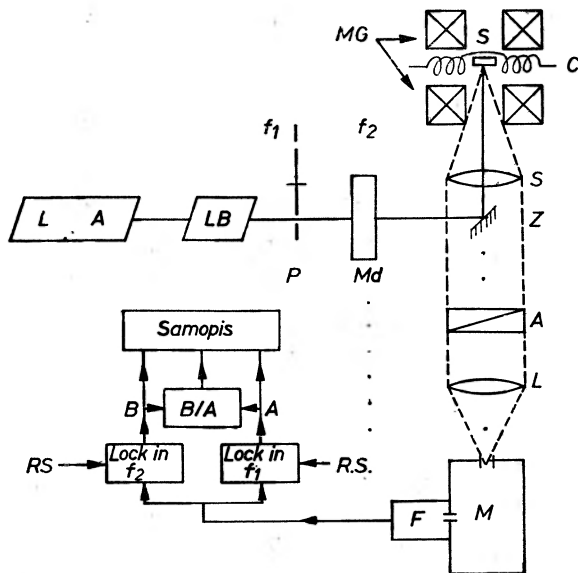 MG S
C
f1 f2
S
L A LB Z
P Md
A
Samopis
L
B B/A A
RS Lock in f2 Lock in f1 R.S.
F M